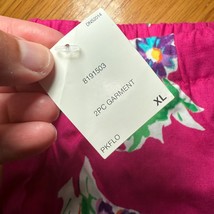 8191503
2PC GARMENT
PKFLO
XL